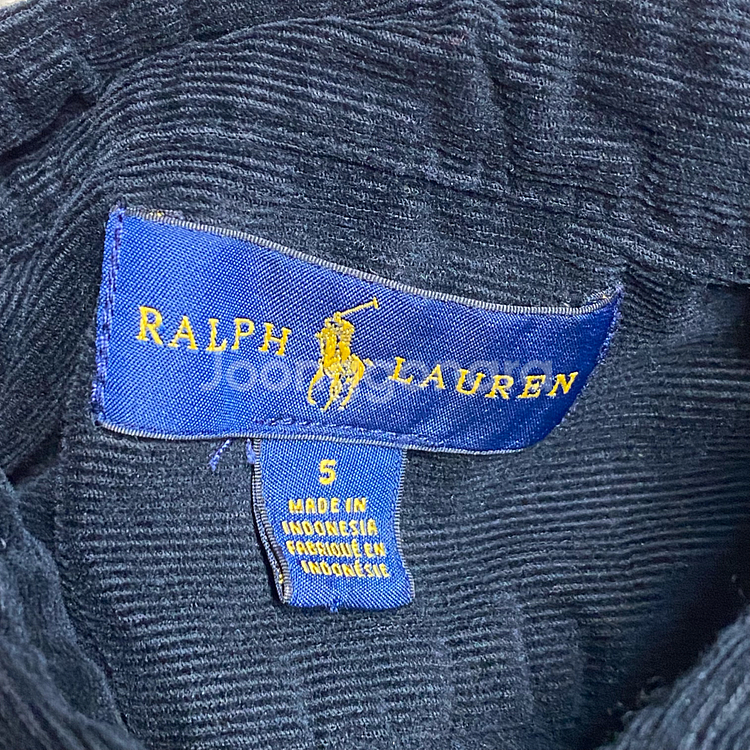 RALPH LAUREN
5
MADE IN
INDONESIA
FABRIQUÉ EN
INDONÉSIE